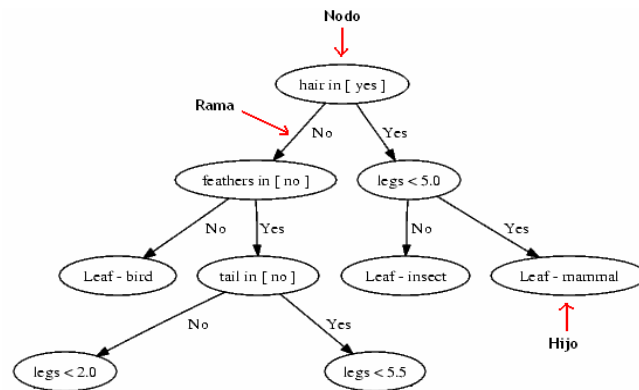 Nodo
hair in [ yes ]
Rama
No
Yes
feathers in [ no ]
legs < 5.0
No
Yes
No
Yes
Leaf - bird
tail in [ no ]
Leaf - insect
Leaf - mammal
No
Yes
Hijo
legs < 2.0
legs < 5.5